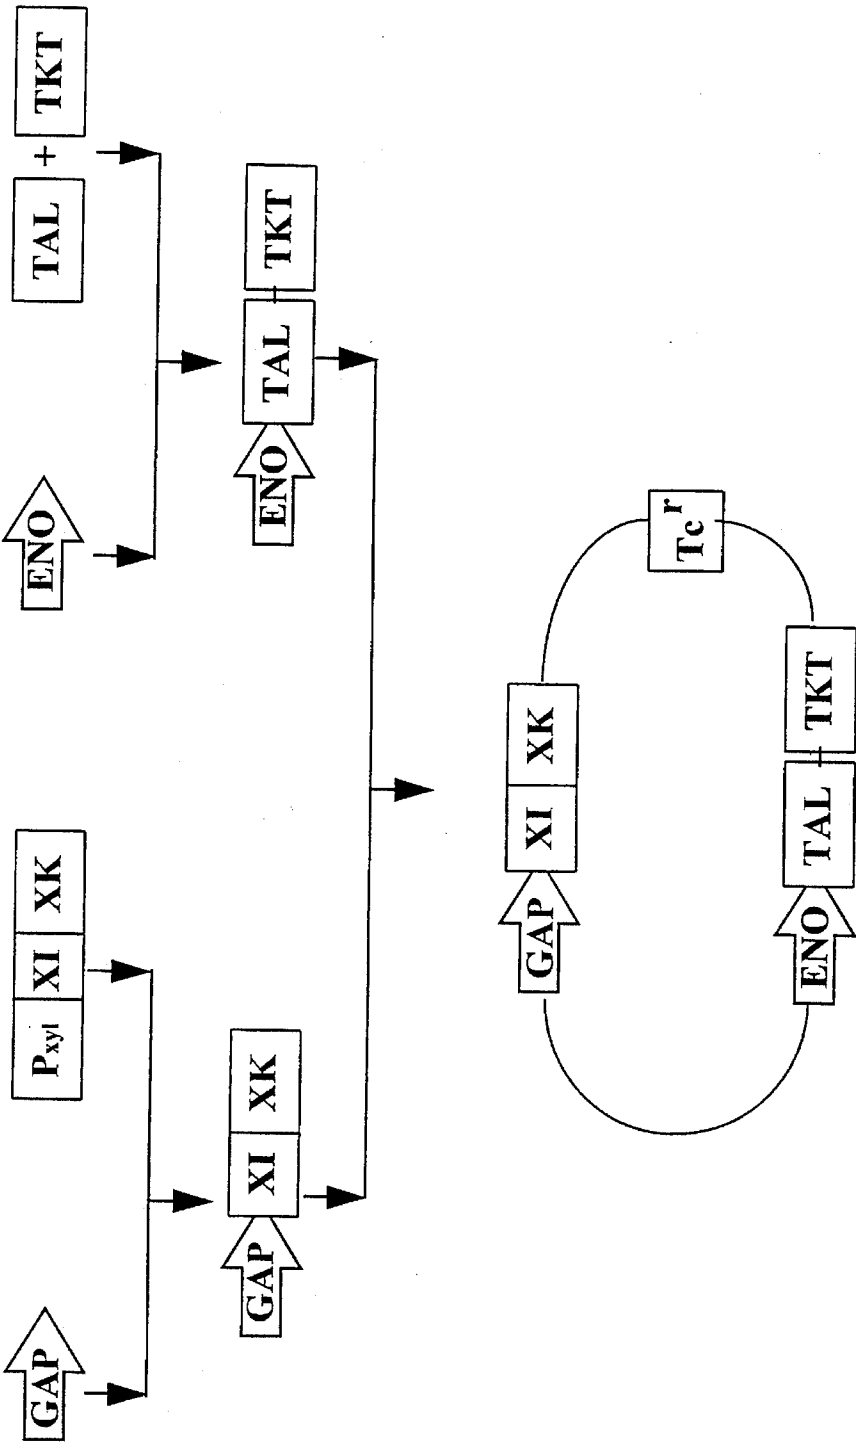 GAP Pxyl XI XK ENO TAL + TKT
GAP XI XK ENO TAL TKT
GAP XI XK
Tcʳ
ENO TAL TKT